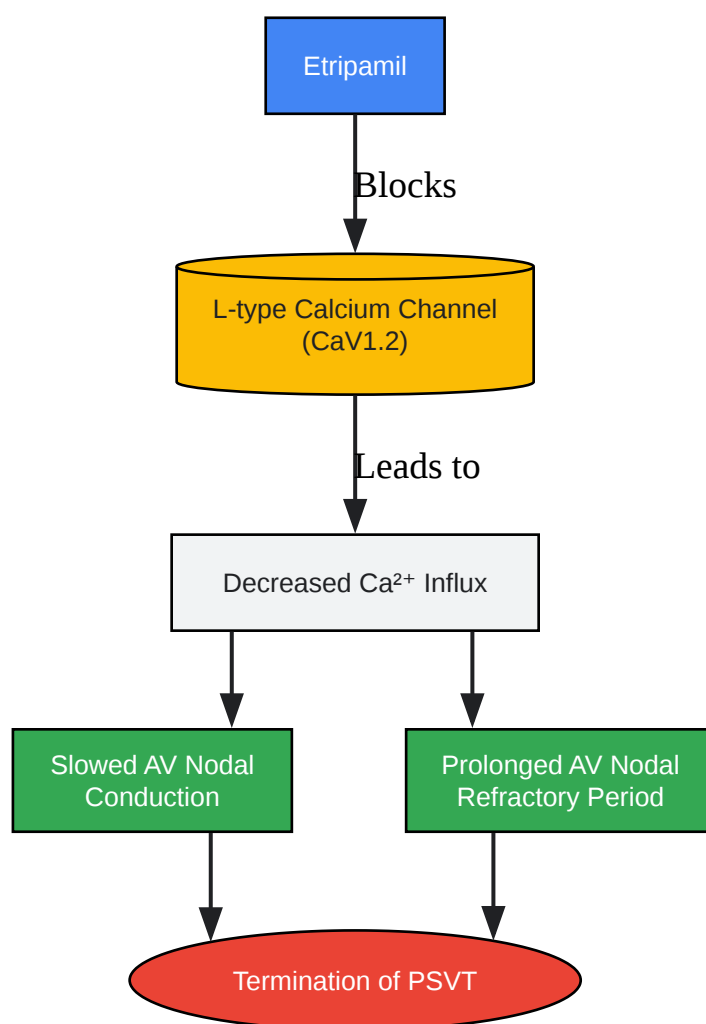 Etripamil
Blocks
L-type Calcium Channel
(CaV1.2)
Leads to
Decreased Ca²⁺ Influx
Slowed AV Nodal
Conduction
Prolonged AV Nodal
Refractory Period
Termination of PSVT